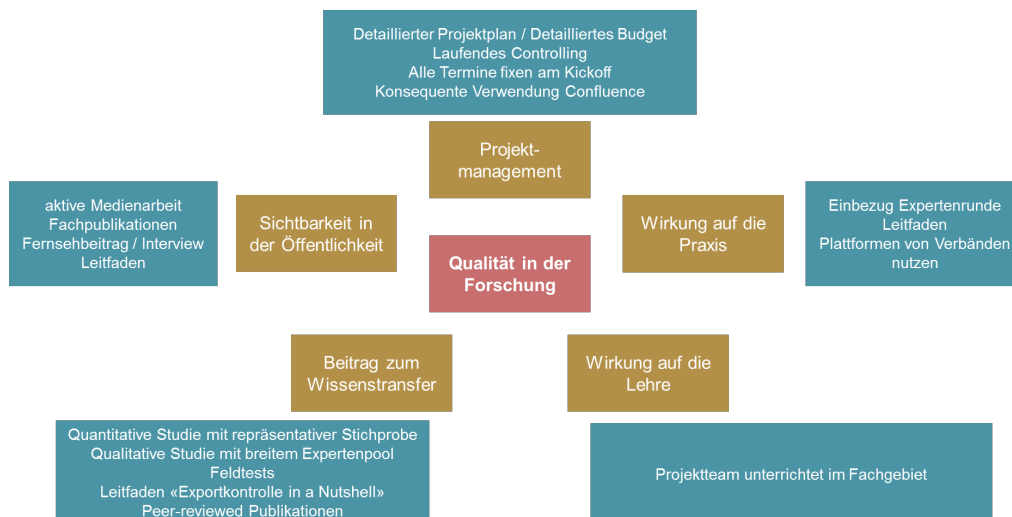 Detaillierter Projektplan / Detailliertes Budget
Laufendes Controlling
Alle Termine fixen am Kickoff
Konsequente Verwendung Confluence
Projekt-
management
aktive Medienarbeit
Fachpublikationen
Fernsehbeitrag / Interview
Leitfaden
Sichtbarkeit in
der Öffentlichkeit
Wirkung auf die
Praxis
Einbezug Expertenrunde
Leitfaden
Plattformen von Verbänden
nutzen
Qualität in der
Forschung
Beitrag zum
Wissenstransfer
Wirkung auf die
Lehre
Quantitative Studie mit repräsentativer Stichprobe
Qualitative Studie mit breitem Expertenpool
Feldtests
Leitfaden «Exportkontrolle in a Nutshell»
Peer-reviewed Publikationen
Projektteam unterrichtet im Fachgebiet